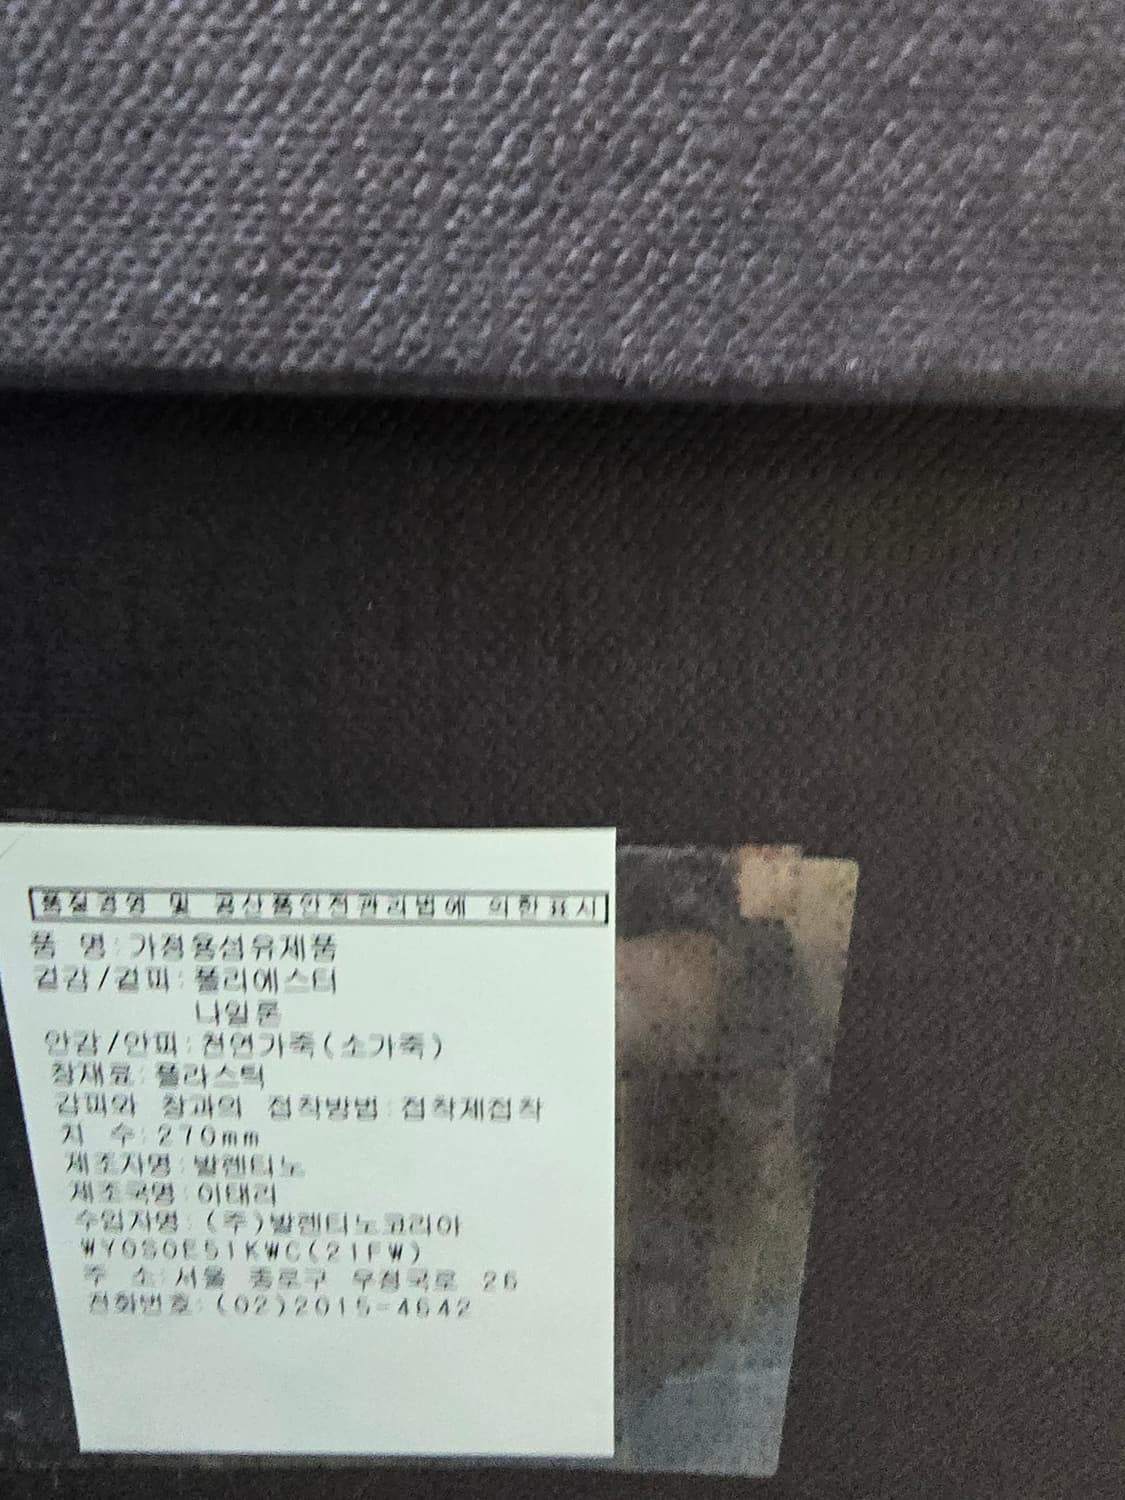 품질경영 및 공산품안전관리법에 의한표시
품 명:가정용섬유제품
겉감/겉피:폴리에스터
나일론
안감/안피:천연가죽(소가죽)
창재료:플라스틱
갑피와 창과의 접착방법:접착제접착
치 수:270mm
제조자명:발렌티노
제조국명:이태리
수입자명:(주)발렌티노코리아
WY0S0E51KWC(21FW)
주 소:서울 종로구 우정국로 26
전화번호:(02)2015-4642